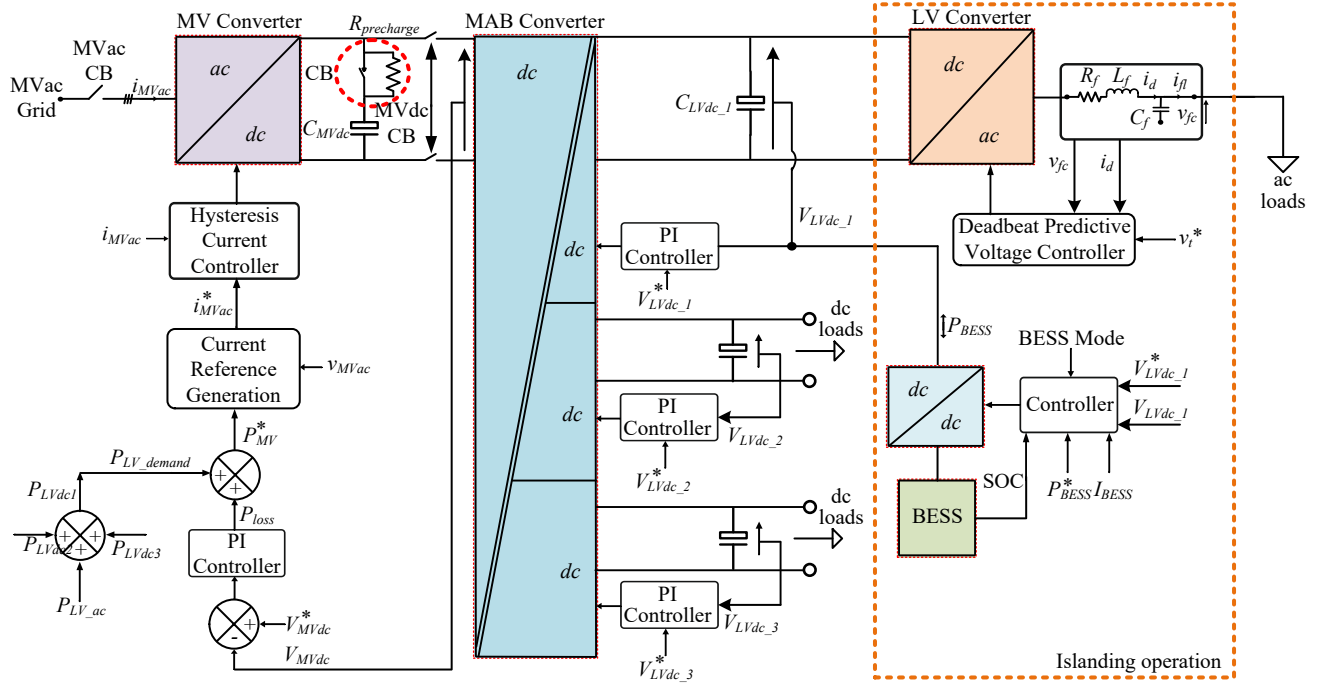 MV Converter
R_precharge
MAB Converter
LV Converter
MVac
CB
MVac
Grid
i_MVac
ac
dc
CB
C_MVdc
MVdc
CB
dc
C_LVdc_1
dc
ac
R_f
L_f
i_d
i_fl
C_f
v_fc
v_fc
i_d
ac
loads
Hysteresis
Current
Controller
i_MVac
i*_MVac
Current
Reference
Generation
v_MVac
P*_MV
P_LV_demand
+
+
P_LVdc1
P_LVdc2
+
+
+
P_LVdc3
P_LV_ac
P_loss
PI
Controller
+
-
V*_MVdc
V_MVdc
dc
PI
Controller
V_LVdc_1
V*_LVdc_1
dc
loads
dc
PI
Controller
V_LVdc_2
V*_LVdc_2
dc
loads
dc
PI
Controller
V_LVdc_3
V*_LVdc_3
Deadbeat Predictive
Voltage Controller
v_t*
P_BESS
BESS Mode
dc
dc
Controller
V*_LVdc_1
V_LVdc_1
SOC
P*_BESS
I_BESS
BESS
Islanding operation